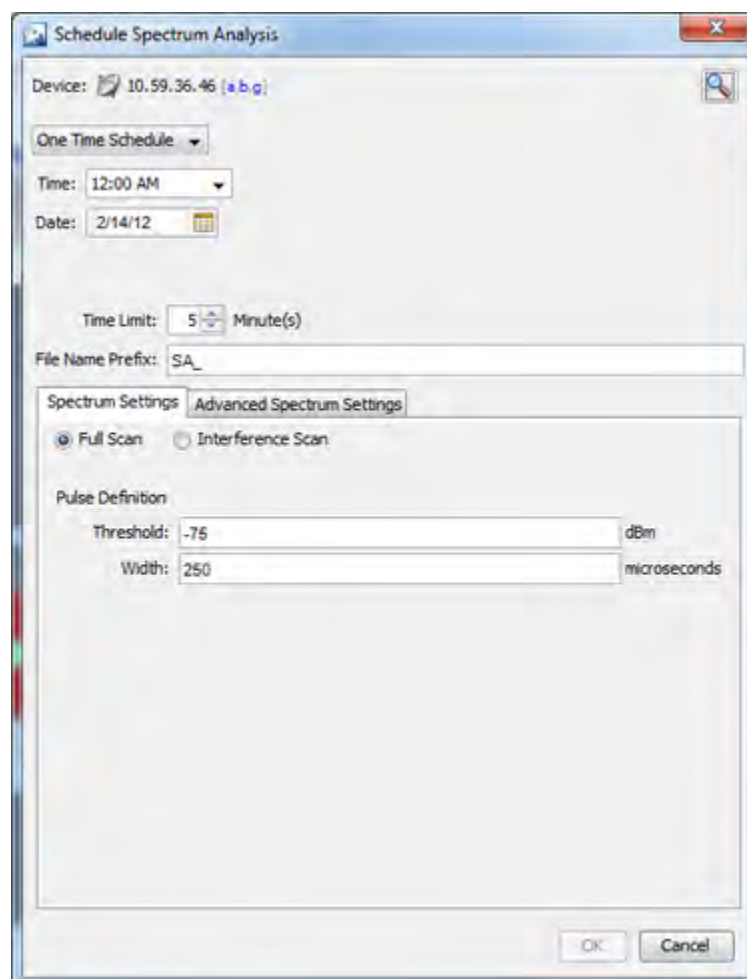 Schedule Spectrum Analysis
Device: 10.59.36.46 [a.b.g]
One Time Schedule
Time: 12:00 AM
Date: 2/14/12
Time Limit: 5 Minute(s)
File Name Prefix: SA_
Spectrum Settings Advanced Spectrum Settings
Full Scan Interference Scan
Pulse Definition
Threshold: -75 dBm
Width: 250 microseconds
OK Cancel